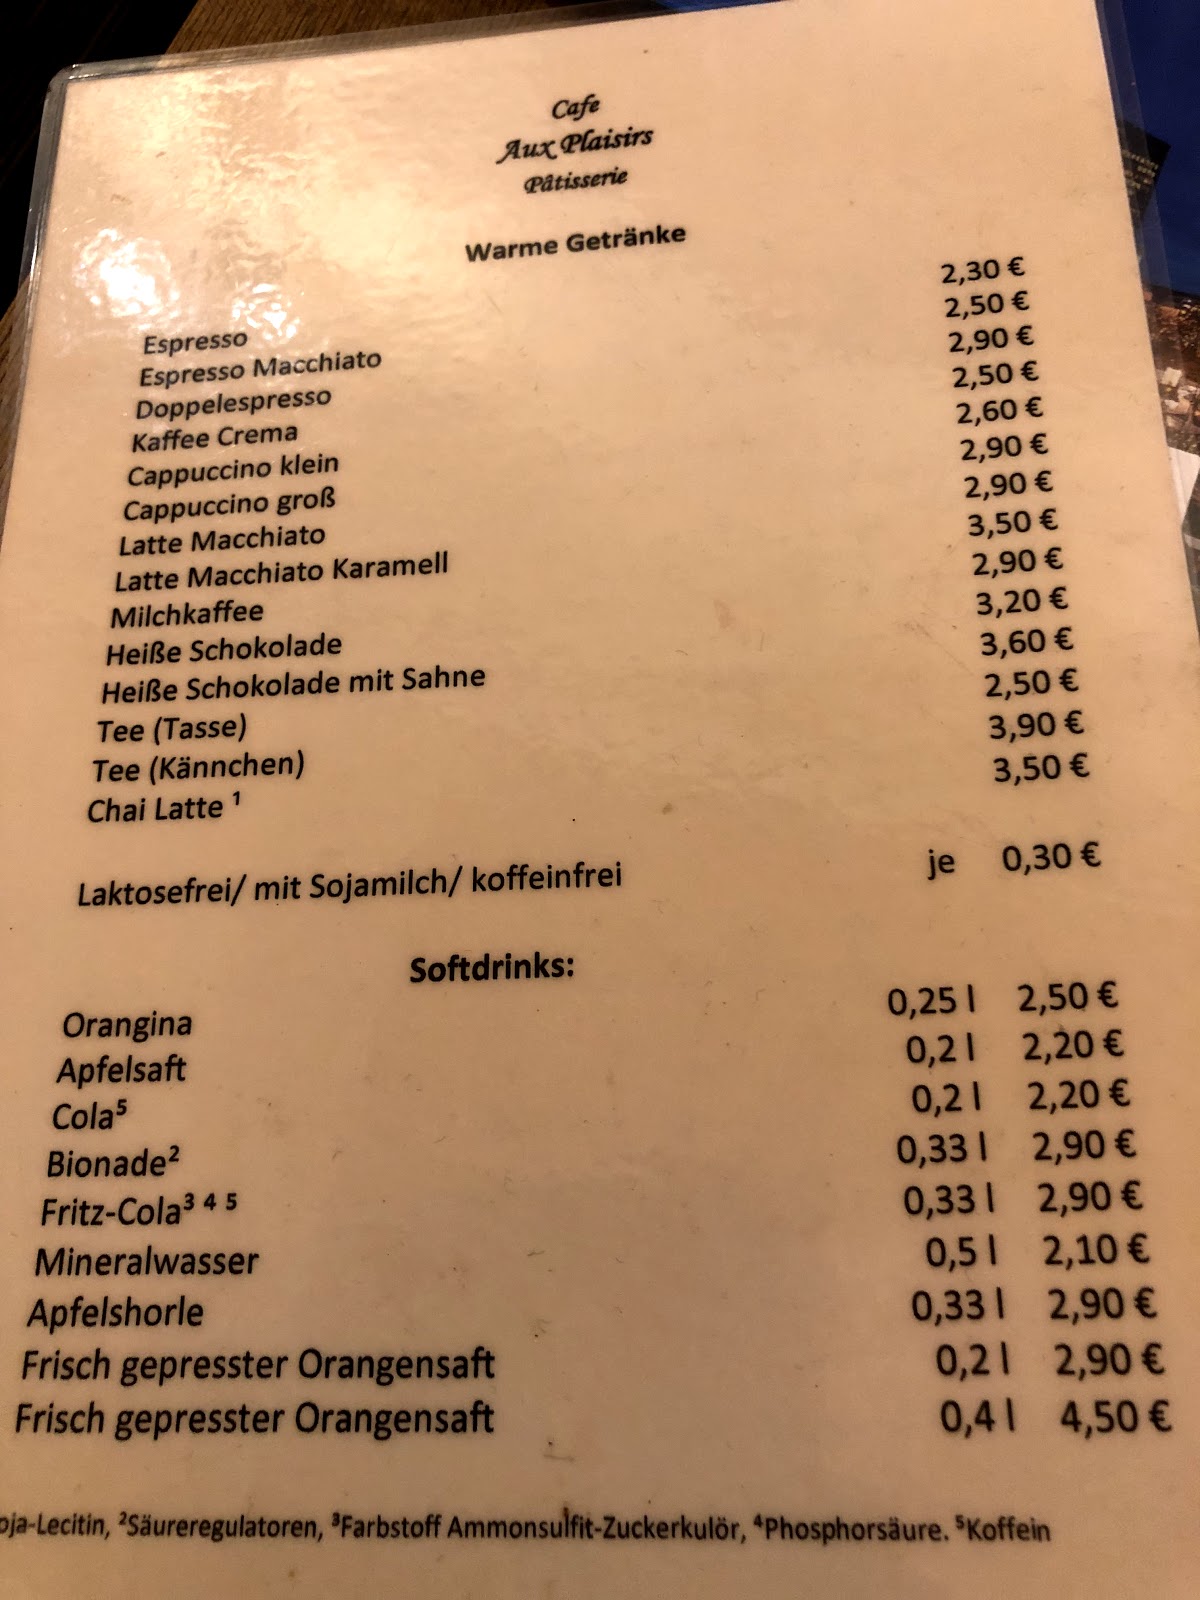 Cafe
Aux Plaisirs
Pâtisserie
Warme Getränke
Espresso 2,30 €
Espresso Macchiato 2,50 €
Doppelespresso 2,90 €
Kaffee Crema 2,50 €
Cappuccino klein 2,60 €
Cappuccino groß 2,90 €
Latte Macchiato 2,90 €
Latte Macchiato Karamell 3,50 €
Milchkaffee 2,90 €
Heiße Schokolade 3,20 €
Heiße Schokolade mit Sahne 3,60 €
Tee (Tasse) 2,50 €
Tee (Kännchen) 3,90 €
Chai Latte ¹ 3,50 €
Laktosefrei/ mit Sojamilch/ koffeinfrei je 0,30 €
Softdrinks:
Orangina 0,25 l 2,50 €
Apfelsaft 0,2 l 2,20 €
Cola⁵ 0,2 l 2,20 €
Bionade² 0,33 l 2,90 €
Fritz-Cola³ ⁴ ⁵ 0,33 l 2,90 €
Mineralwasser 0,5 l 2,10 €
Apfelshorle 0,33 l 2,90 €
Frisch gepresster Orangensaft 0,2 l 2,90 €
Frisch gepresster Orangensaft 0,4 l 4,50 €
oja-Lecitin, ²Säureregulatoren, ³Farbstoff Ammonsulfit-Zuckerkulör, ⁴Phosphorsäure. ⁵Koffein